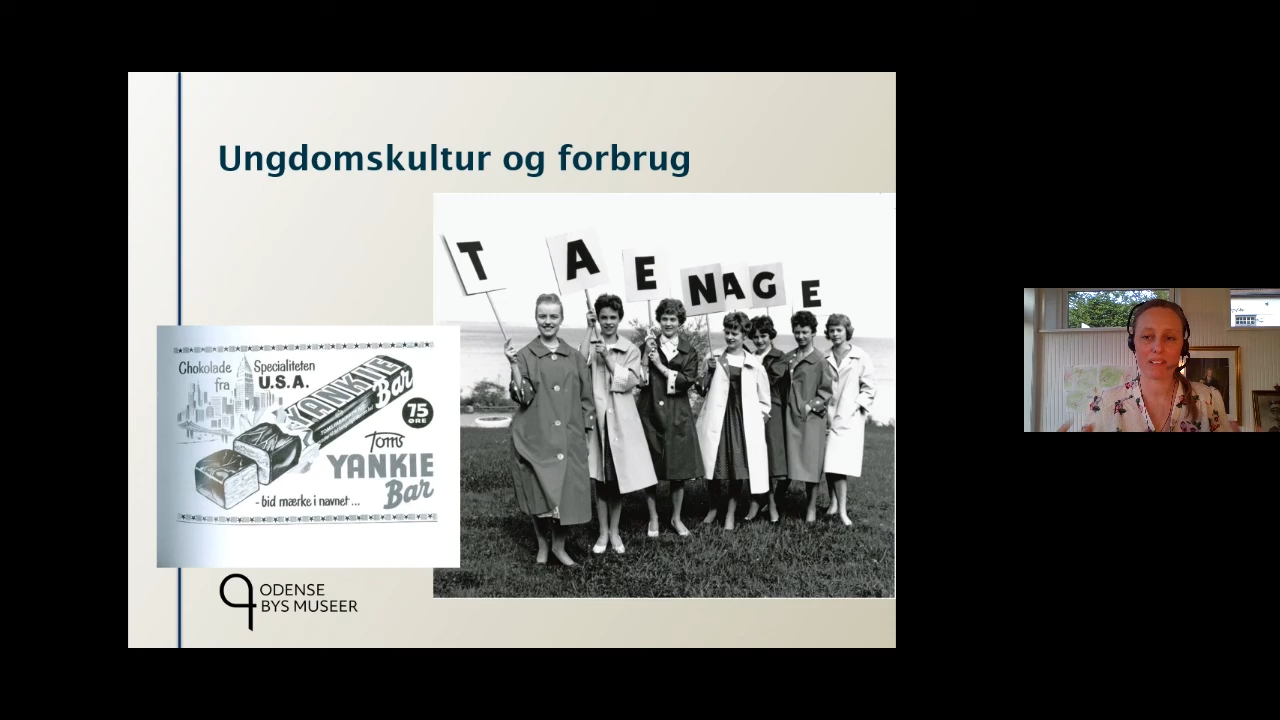 Ungdomskultur og forbrug
T A E N A G E
Chokolade Specialiteten
fra U.S.A.
YANKIE
Bar
75
ØRE
Toms
YANKIE
Bar
- bid mærke i navnet...
ODENSE
BYS MUSEER